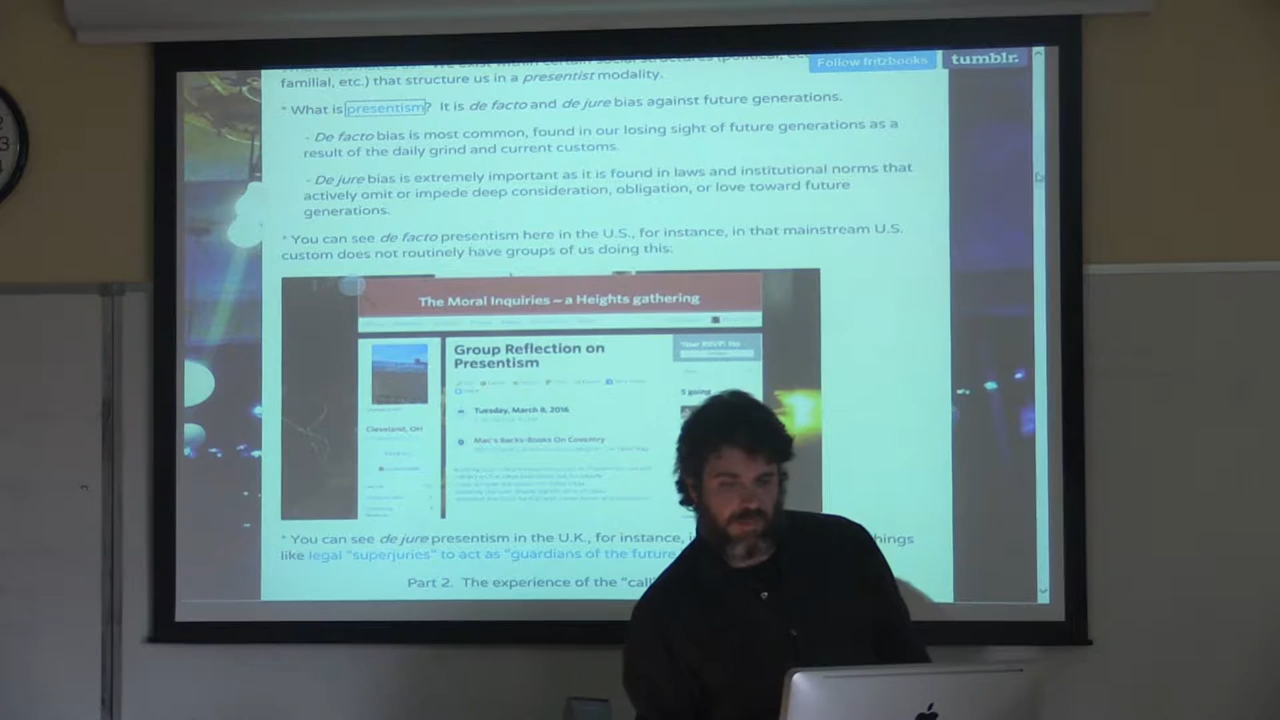 Follow fritzbooks
tumblr.
familial, etc.) that structure us in a presentist modality.
* What is presentism? It is de facto and de jure bias against future generations.
- De facto bias is most common, found in our losing sight of future generations as a
result of the daily grind and current customs.
- De jure bias is extremely important as it is found in laws and institutional norms that
actively omit or impede deep consideration, obligation, or love toward future
generations.
* You can see de facto presentism here in the U.S., for instance, in that mainstream U.S.
custom does not routinely have groups of us doing this:
The Moral Inquiries ~ a Heights gathering
Group Reflection on
Presentism
Your RSVP: No
5 going
Tuesday, March 8, 2016
Cleveland, OH
Mac's Backs-Books On Coventry
* You can see de jure presentism in the U.K., for instance,
like legal "superjuries" to act as "guardians of the future
Part 2. The experience of the "call"
3